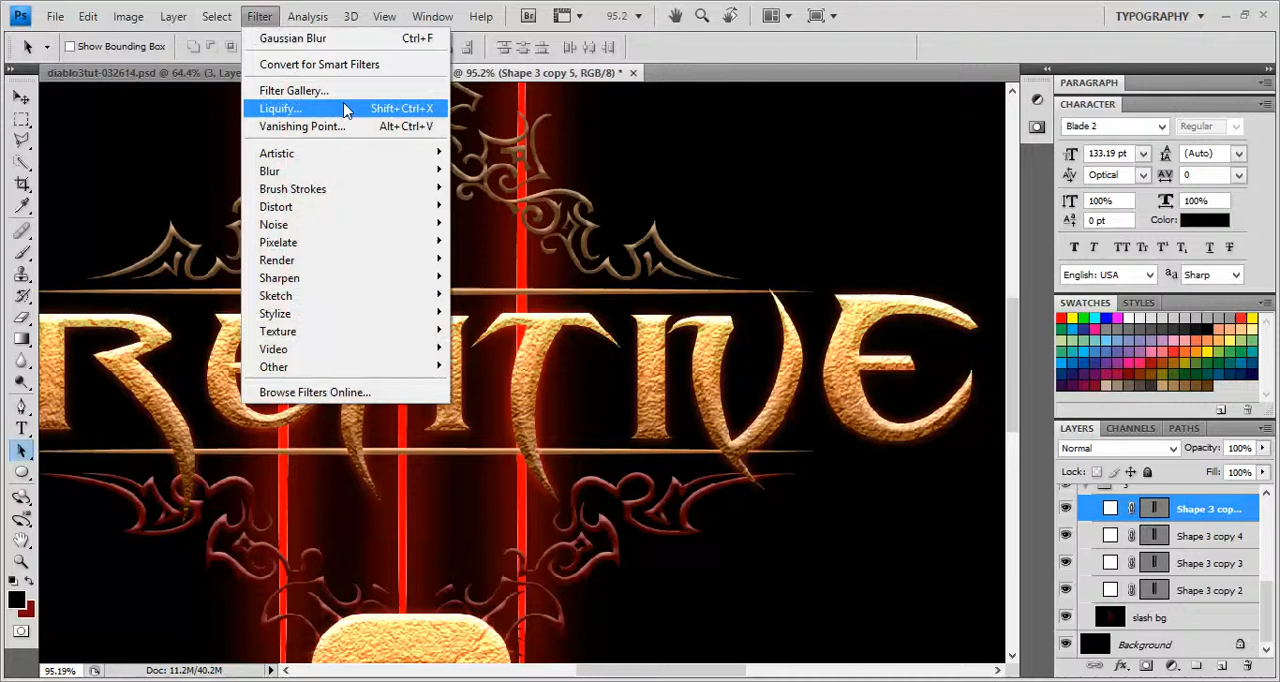 Ps File Edit Image Layer Select Filter Analysis 3D View Window Help Br 95.2 TYPOGRAPHY
Show Bounding Box
diablo3tut-032614.psd @ 64.4% (3, Laye
@ 95.2% (Shape 3 copy 5, RGB/8) *
Gaussian Blur Ctrl+F
Convert for Smart Filters
Filter Gallery...
Liquify... Shift+Ctrl+X
Vanishing Point... Alt+Ctrl+V
Artistic
Blur
Brush Strokes
Distort
Noise
Pixelate
Render
Sharpen
Sketch
Stylize
Texture
Video
Other
Browse Filters Online...
TIVE
95.19% Doc: 11.2M/40.2M
PARAGRAPH
CHARACTER
Blade 2 Regular
133.19 pt (Auto)
Optical 0
100% 100%
0 pt Color:
English: USA Sharp
SWATCHES STYLES
LAYERS CHANNELS PATHS
Normal Opacity: 100%
Lock: Fill: 100%
3
Shape 3 cop...
Shape 3 copy 4
Shape 3 copy 3
Shape 3 copy 2
slash bg
Background